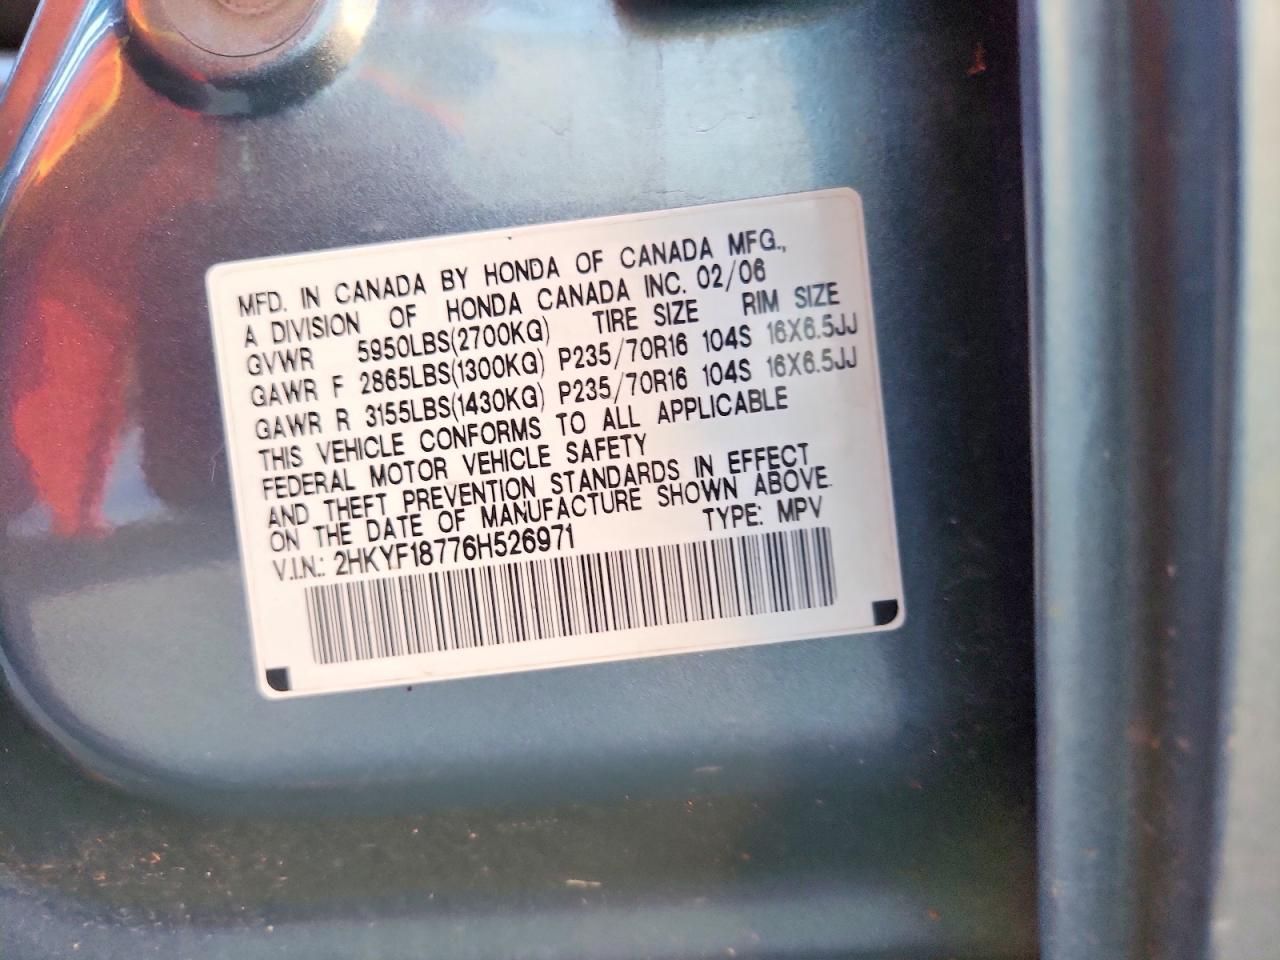 MFD. IN CANADA BY HONDA OF CANADA MFG.,
A DIVISION OF HONDA CANADA INC. 02/06
GVWR 5950LBS(2700KG) TIRE SIZE RIM SIZE
GAWR F 2865LBS(1300KG) P235/70R16 104S 16X6.5JJ
GAWR R 3155LBS(1430KG) P235/70R16 104S 16X6.5JJ
THIS VEHICLE CONFORMS TO ALL APPLICABLE
FEDERAL MOTOR VEHICLE SAFETY
AND THEFT PREVENTION STANDARDS IN EFFECT
ON THE DATE OF MANUFACTURE SHOWN ABOVE.
V.I.N.: 2HKYF18776H526971 TYPE: MPV